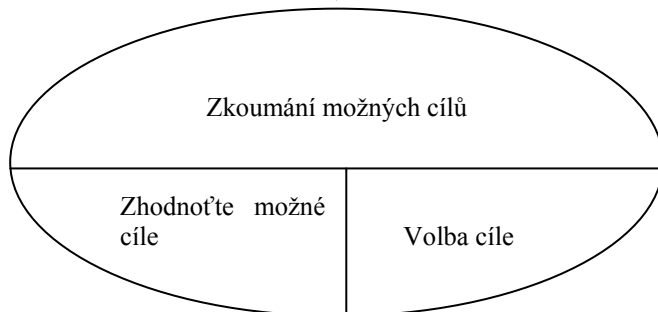 Zkoumání možných cílů
Zhodnoťte možné
cíle
Volba cíle